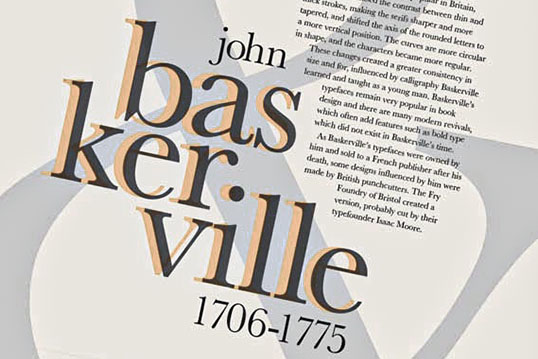 john
bas
ker.
ville
1706-1775
in Britain,
the contrast between thin and
thick strokes, making the serifs sharper and more
tapered, and shifted the axis of the rounded letters to
a more vertical position. The curves are more circular
in shape, and the characters became more regular.
These changes created a greater consistency in
size and for, influenced by calligraphy Baskerville
learned and taught as a young man. Baskerville's
typefaces remain very popular in book
design and there are many modern revivals,
which often add features such as bold type
which did not exist in Baskerville's time.
As Baskerville's typefaces were owned by
him and sold to a French publisher after his
death, some designs influenced by him were
made by British punchcutters. The Fry
Foundry of Bristol created a
version, probably cut by their
typefounder Isaac Moore.